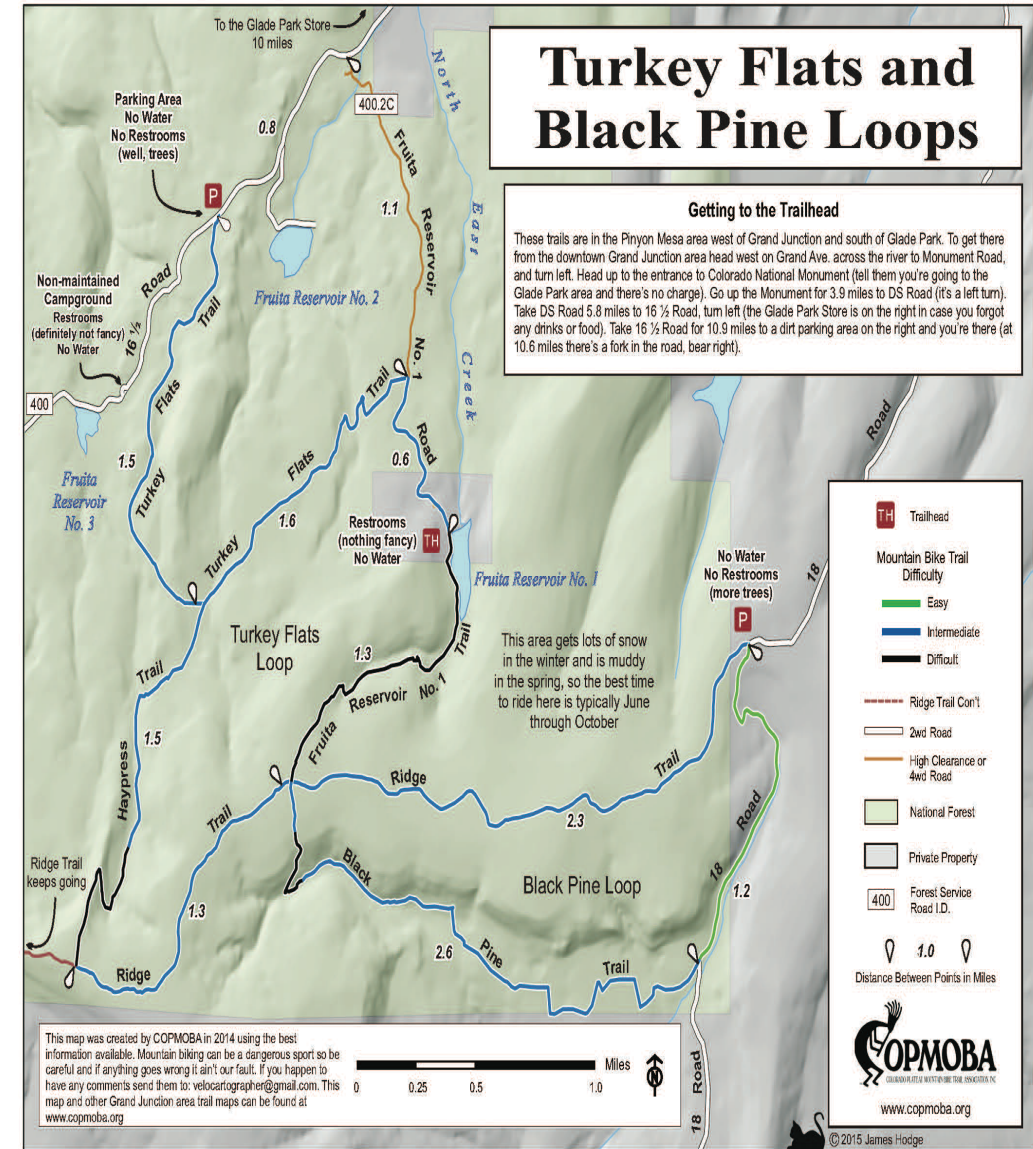 To the Glade Park Store
10 miles
Turkey Flats and
Black Pine Loops
Getting to the Trailhead
These trails are in the Pinyon Mesa area west of Grand Junction and south of Glade Park. To get there
from the downtown Grand Junction area head west on Grand Ave. across the river to Monument Road,
and turn left. Head up to the entrance to Colorado National Monument (tell them you're going to the
Glade Park area and there's no charge). Go up the Monument for 3.9 miles to DS Road (it's a left turn).
Take DS Road 5.8 miles to 16 ½ Road, turn left (the Glade Park Store is on the right in case you forgot
any drinks or food). Take 16 ½ Road for 10.9 miles to a dirt parking area on the right and you're there (at
10.6 miles there's a fork in the road, bear right).
North
East
Creek
400.2C
Parking Area
No Water
No Restrooms
(well, trees)
0.8
P
1.1
Fruita
Reservoir
No. 1
Road
Fruita Reservoir No. 2
Non-maintained
Campground
Restrooms
(definitely not fancy)
No Water
16 ½
Road
400
Fruita
Reservoir
No. 3
Turkey
Flats
Trail
1.5
Turkey
Flats
Trail
1.6
0.6
Restrooms
(nothing fancy)
No Water
TH
Fruita Reservoir No. 1
No Water
No Restrooms
(more trees)
P
18
Road
Turkey Flats
Loop
This area gets lots of snow
in the winter and is muddy
in the spring, so the best time
to ride here is typically June
through October
1.3
Fruita
Reservoir
No. 1
Trail
Haypress
Trail
1.5
Ridge
Trail
2.3
Ridge Trail
keeps going
Ridge
Trail
1.3
Black
Pine
Trail
2.6
Black Pine Loop
18
Road
1.2
18
Road
TH
Trailhead
Mountain Bike Trail
Difficulty
Easy
Intermediate
Difficult
Ridge Trail Con't
2wd Road
High Clearance or
4wd Road
National Forest
Private Property
400
Forest Service
Road I.D.
1.0
Distance Between Points in Miles
COPMOBA
COLORADO PLATEAU MOUNTAIN BIKE TRAIL ASSOCIATION, INC
www.copmoba.org
This map was created by COPMOBA in 2014 using the best
information available. Mountain biking can be a dangerous sport so be
careful and if anything goes wrong it ain't our fault. If you happen to
have any comments send them to: velocartographer@gmail.com. This
map and other Grand Junction area trail maps can be found at
www.copmoba.org
Miles
0
0.25
0.5
1.0
N
© 2015 James Hodge